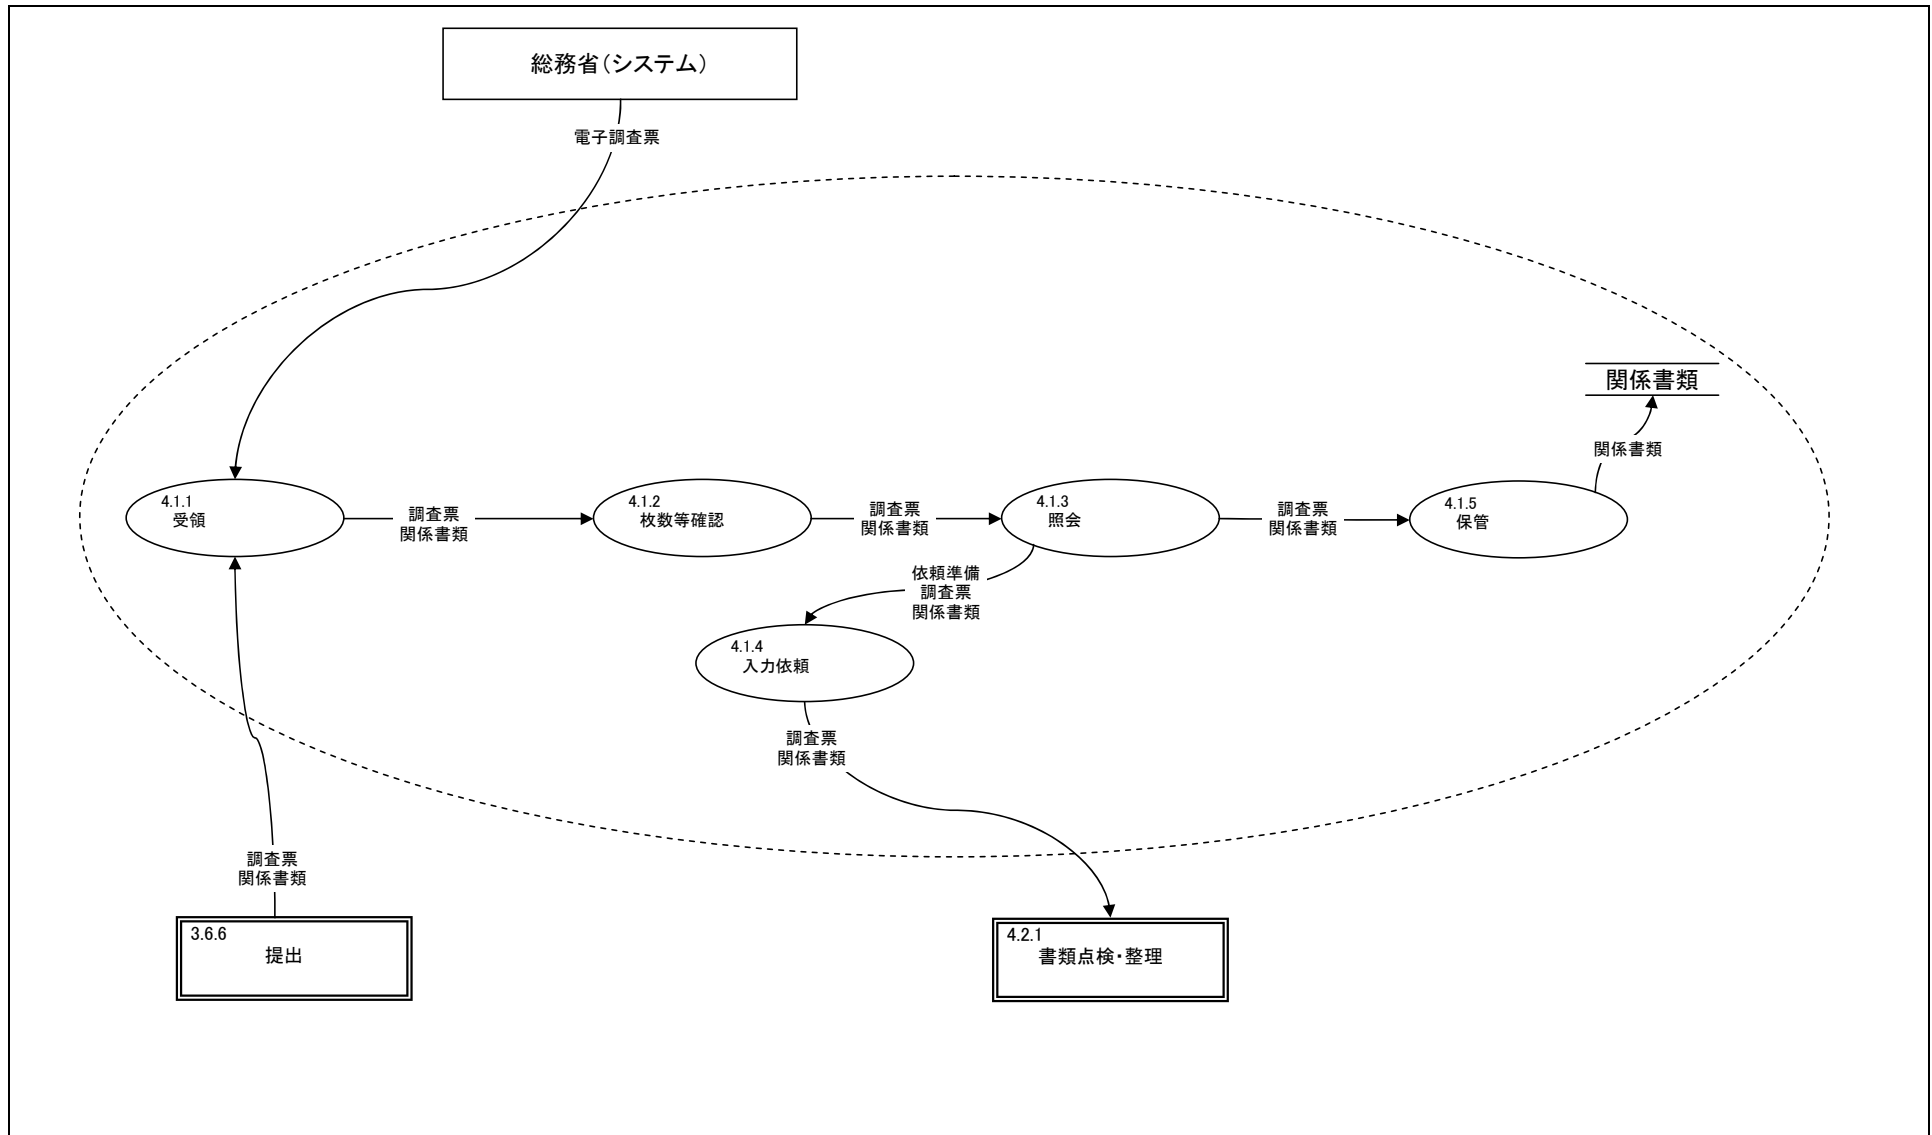 総務省（システム）
電子調査票
関係書類
関係書類
4.1.1
受領
調査票
関係書類
4.1.2
枚数等確認
調査票
関係書類
4.1.3
照会
調査票
関係書類
4.1.5
保管
依頼準備
調査票
関係書類
4.1.4
入力依頼
調査票
関係書類
調査票
関係書類
3.6.6
提出
4.2.1
書類点検・整理